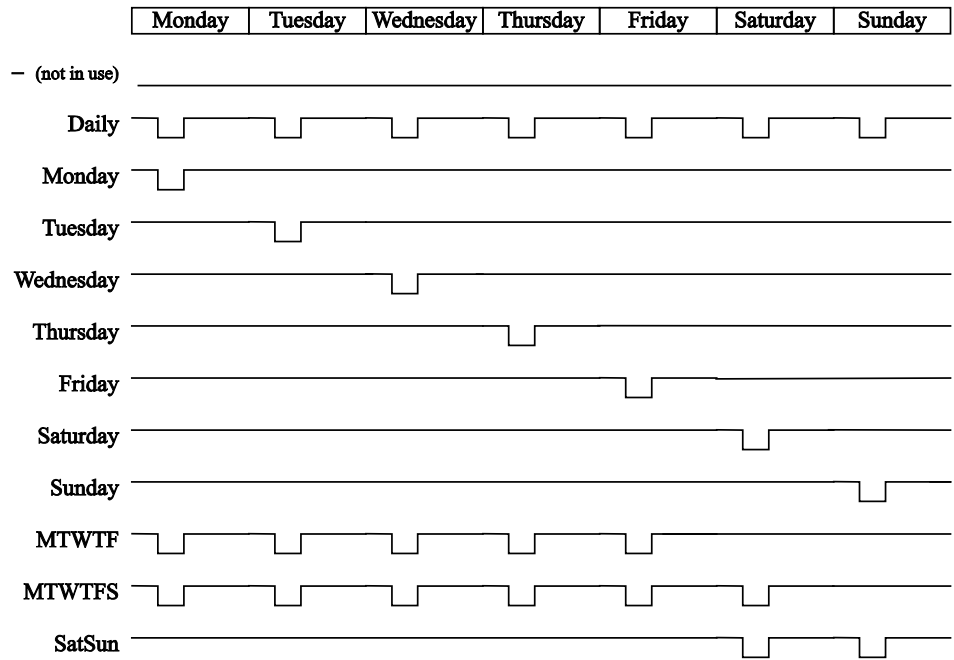 Monday Tuesday Wednesday Thursday Friday Saturday Sunday
– (not in use)
Daily
Monday
Tuesday
Wednesday
Thursday
Friday
Saturday
Sunday
MTWTF
MTWTFS
SatSun